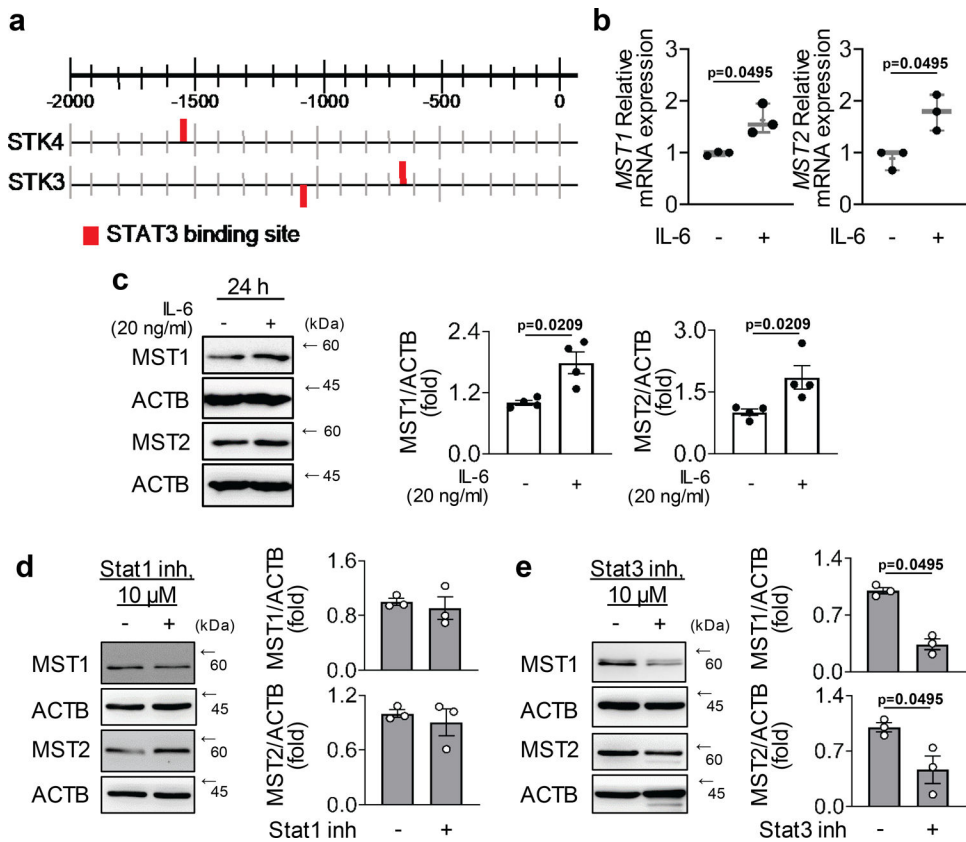 a
-2000
-1500
-1000
-500
0
STK4
STK3
STAT3 binding site
b
MST1 Relative
mRNA expression
3
2
1
0
p=0.0495
IL-6 - +
MST2 Relative
mRNA expression
3
2
1
0
p=0.0495
IL-6 - +
c
24 h
IL-6
(20 ng/ml)
- + (kDa)
MST1 ← 60
ACTB ← 45
MST2 ← 60
ACTB ← 45
MST1/ACTB
(fold)
2.4
1.2
0.0
p=0.0209
IL-6
(20 ng/ml)
- +
MST2/ACTB
(fold)
3.0
1.5
0.0
p=0.0209
IL-6
(20 ng/ml)
- +
d
Stat1 inh,
10 µM
- + (kDa)
MST1 ← 60
ACTB ← 45
MST2 ← 60
ACTB ← 45
MST1/ACTB
(fold)
1.6
0.8
0.0
MST2/ACTB
(fold)
1.2
0.6
0.0
Stat1 inh - +
e
Stat3 inh,
10 µM
- + (kDa)
MST1 ← 60
ACTB ← 45
MST2 ← 60
ACTB ← 45
MST1/ACTB
(fold)
1.4
0.7
0.0
p=0.0495
MST2/ACTB
(fold)
1.4
0.7
0.0
p=0.0495
Stat3 inh - +